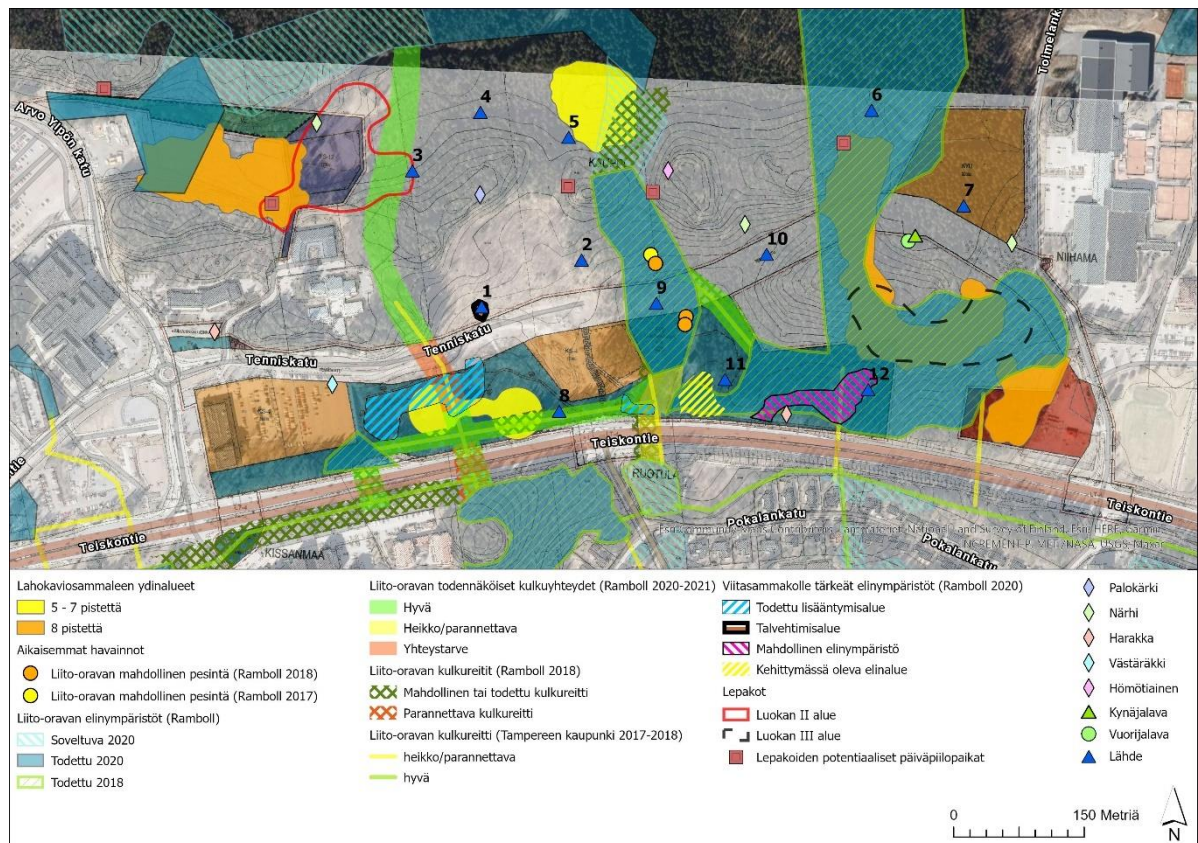 Arvo Ylpön katu
Toimelank
4
5
6
3
KAUPPI
7
2
10
NIIHAMA
1
9
Tenniskatu
Tenniskatu
11
12
8
Teiskontie
RUOTULA
Pokalankatu
Teiskontie
KISSANMAA
Teiskontie
Pokalankatu
Lahokaviosammaleen ydinalueet
5 - 7 pistettä
8 pistettä
Aikaisemmat havainnot
Liito-oravan mahdollinen pesintä (Ramboll 2018)
Liito-oravan mahdollinen pesintä (Ramboll 2017)
Liito-oravan elinympäristöt (Ramboll)
Soveltuva 2020
Todettu 2020
Todettu 2018
Liito-oravan todennäköiset kulkuyhteydet (Ramboll 2020-2021)
Hyvä
Heikko/parannettava
Yhteystarve
Liito-oravan kulkureitit (Ramboll 2018)
Mahdollinen tai todettu kulkureitti
Parannettava kulkureitti
Liito-oravan kulkureitti (Tampereen kaupunki 2017-2018)
heikko/parannettava
hyvä
Viitasammakolle tärkeät elinympäristöt (Ramboll 2020)
Todettu lisääntymisalue
Talvehtimisalue
Mahdollinen elinympäristö
Kehittymässä oleva elinalue
Lepakot
Luokan II alue
Luokan III alue
Lepakoiden potentiaaliset päiväpiilopaikat
Palokärki
Närhi
Harakka
Västäräkki
Hömötiainen
Kynäjalava
Vuorijalava
Lähde
0 150 Metriä
N